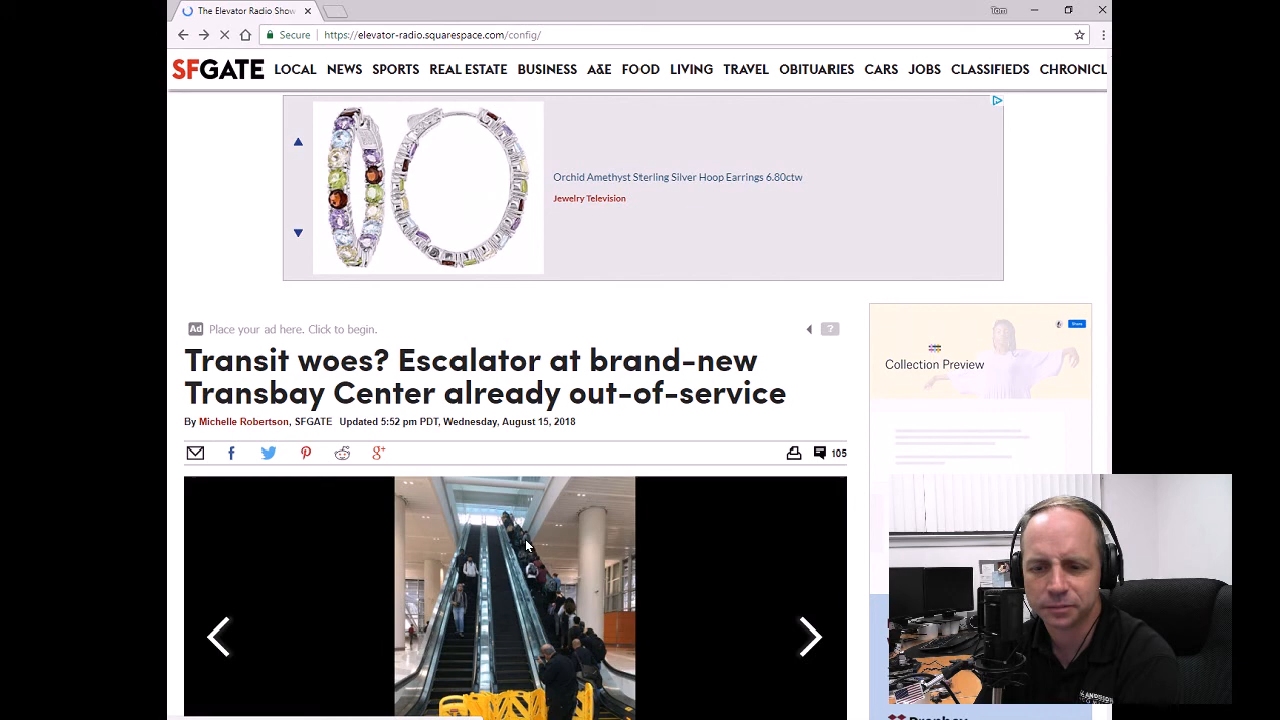 The Elevator Radio Show
Tom
Secure https://elevator-radio.squarespace.com/config/
SFGATE LOCAL NEWS SPORTS REAL ESTATE BUSINESS A&E FOOD LIVING TRAVEL OBITUARIES CARS JOBS CLASSIFIEDS CHRONICL
Orchid Amethyst Sterling Silver Hoop Earrings 6.80ctw
Jewelry Television
Ad Place your ad here. Click to begin. ?
Transit woes? Escalator at brand-new
Transbay Center already out-of-service
By Michelle Robertson, SFGATE Updated 5:52 pm PDT, Wednesday, August 15, 2018
105
Collection Preview
Dropbox